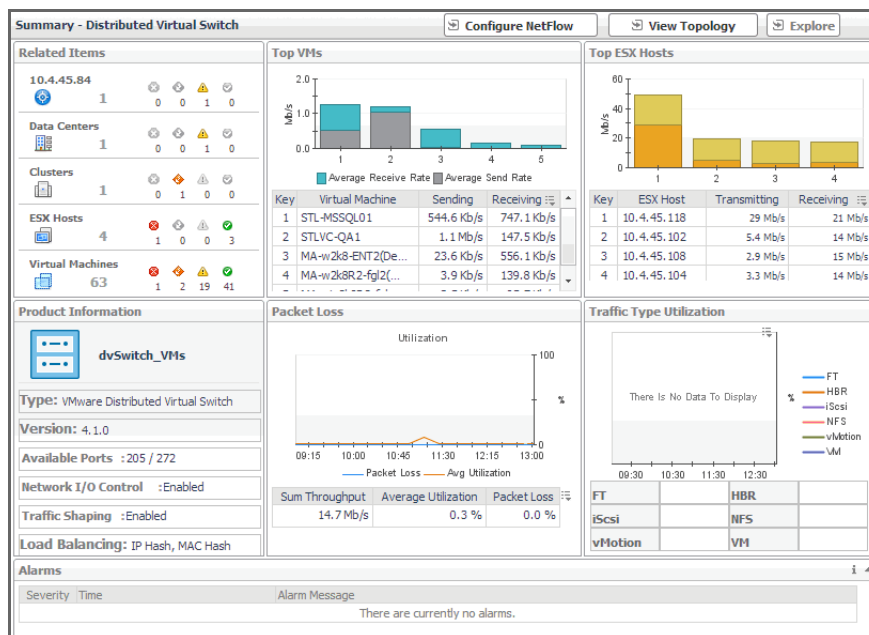 Summary - Distributed Virtual Switch
Configure NetFlow
View Topology
Explore
Related Items
10.4.45.84
1
0 0 1 0
Data Centers
1
0 0 1 0
Clusters
1
0 1 0 0
ESX Hosts
4
1 0 0 3
Virtual Machines
63
1 2 19 41
Top VMs
2.0
1.0
0.0
Mb/s
1 2 3 4 5
Average Receive Rate Average Send Rate
Key Virtual Machine Sending Receiving
1 STL-MSSQL01 544.6 Kb/s 747.1 Kb/s
2 STLVC-QA1 1.1 Mb/s 147.5 Kb/s
3 MA-w2k8-ENT2(De... 23.6 Kb/s 556.1 Kb/s
4 MA-w2k8R2-fgl2(... 3.9 Kb/s 139.8 Kb/s
Top ESX Hosts
60
40
20
0
Mb/s
1 2 3 4
Key ESX Host Transmitting Receiving
1 10.4.45.118 29 Mb/s 21 Mb/s
2 10.4.45.102 5.4 Mb/s 14 Mb/s
3 10.4.45.108 2.9 Mb/s 15 Mb/s
4 10.4.45.104 3.3 Mb/s 14 Mb/s
Product Information
dvSwitch_VMs
Type: VMware Distributed Virtual Switch
Version: 4.1.0
Available Ports :205 / 272
Network I/O Control :Enabled
Traffic Shaping :Enabled
Load Balancing: IP Hash, MAC Hash
Packet Loss
Utilization
100
%
0
09:15 10:00 10:45 11:30 12:15 13:00
Packet Loss Avg Utilization
Sum Throughput Average Utilization Packet Loss
14.7 Mb/s 0.3 % 0.0 %
Traffic Type Utilization
There Is No Data To Display
%
FT
HBR
iScsi
NFS
vMotion
VM
09:30 10:30 11:30 12:30
FT HBR
iScsi NFS
vMotion VM
Alarms
Severity Time Alarm Message
There are currently no alarms.